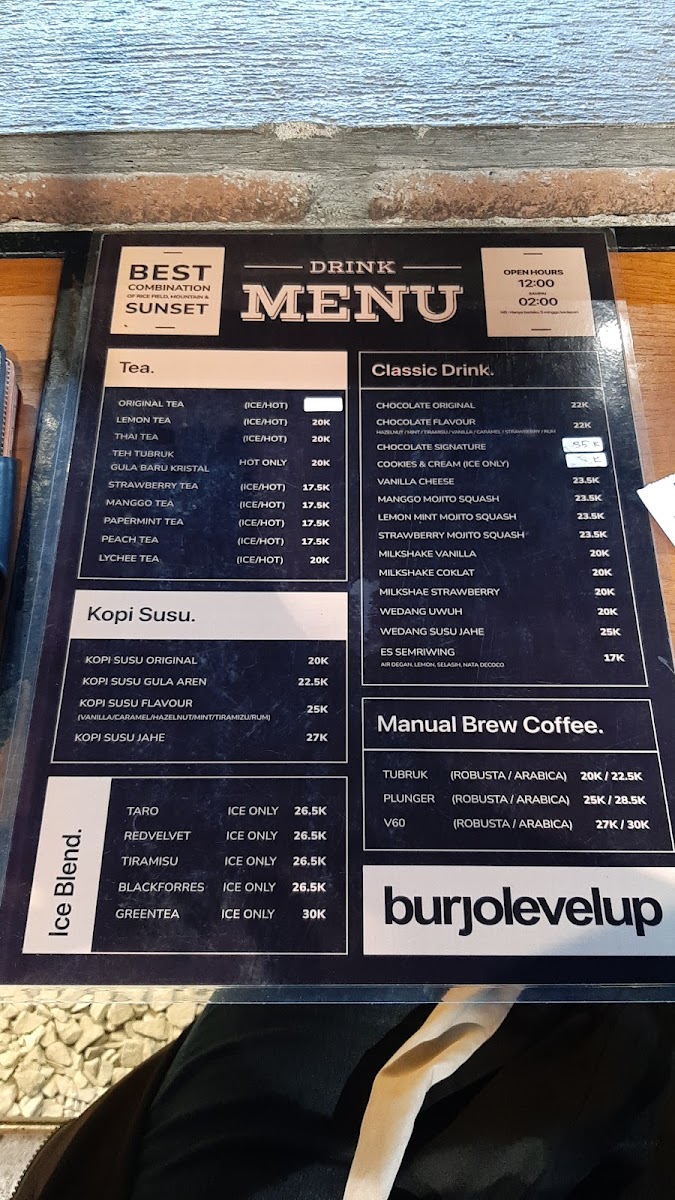 BEST
COMBINATION
OF RICE FIELD, MOUNTAIN &
SUNSET
DRINK
MENU
OPEN HOURS
12:00
SAMPAI
02:00
Tea.
ORIGINAL TEA (ICE/HOT)
LEMON TEA (ICE/HOT) 20K
THAI TEA (ICE/HOT) 20K
TEH TUBRUK
GULA BARU KRISTAL HOT ONLY 20K
STRAWBERRY TEA (ICE/HOT) 17.5K
MANGGO TEA (ICE/HOT) 17.5K
PAPERMINT TEA (ICE/HOT) 17.5K
PEACH TEA (ICE/HOT) 17.5K
LYCHEE TEA (ICE/HOT) 20K
Kopi Susu.
KOPI SUSU ORIGINAL 20K
KOPI SUSU GULA AREN 22.5K
KOPI SUSU FLAVOUR 25K
(VANILLA/CARAMEL/HAZELNUT/MINT/TIRAMIZU/RUM)
KOPI SUSU JAHE 27K
Ice Blend.
TARO ICE ONLY 26.5K
REDVELVET ICE ONLY 26.5K
TIRAMISU ICE ONLY 26.5K
BLACKFORRES ICE ONLY 26.5K
GREENTEA ICE ONLY 30K
Classic Drink.
CHOCOLATE ORIGINAL 22K
CHOCOLATE FLAVOUR 22K
HAZELNUT / MINT / TIRAMISU / VANILLA / CARAMEL / STRAWBERRY / RUM
CHOCOLATE SIGNATURE 35K
COOKIES & CREAM (ICE ONLY)
VANILLA CHEESE 23.5K
MANGGO MOJITO SQUASH 23.5K
LEMON MINT MOJITO SQUASH 23.5K
STRAWBERRY MOJITO SQUASH 23.5K
MILKSHAKE VANILLA 20K
MILKSHAKE COKLAT 20K
MILKSHAE STRAWBERRY 20K
WEDANG UWUH 20K
WEDANG SUSU JAHE 25K
ES SEMRIWING 17K
AIR DEGAN, LEMON, SELASIH, NATA DECOCO
Manual Brew Coffee.
TUBRUK (ROBUSTA / ARABICA) 20K / 22.5K
PLUNGER (ROBUSTA / ARABICA) 25K / 28.5K
V60 (ROBUSTA / ARABICA) 27K / 30K
burjolevelup